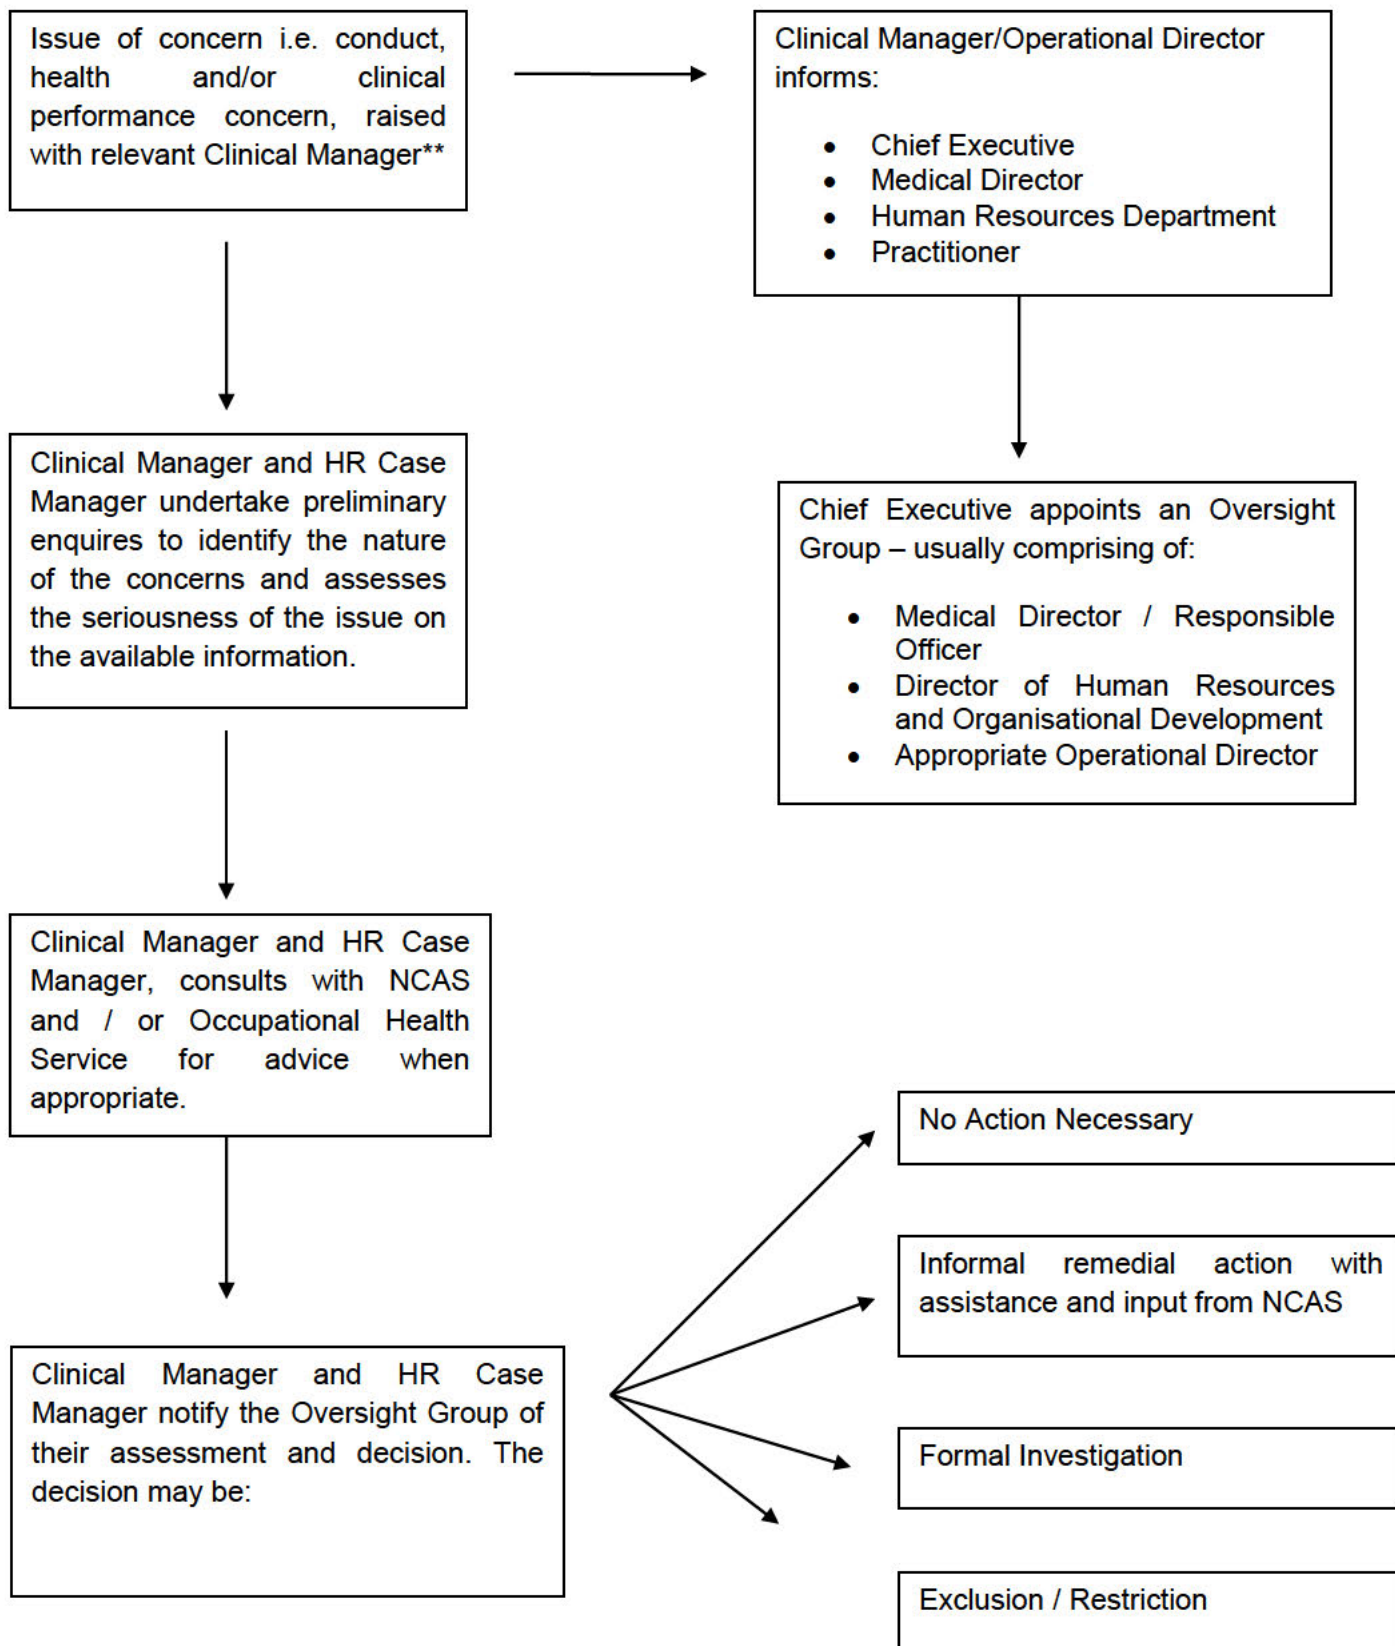 Issue of concern i.e. conduct,
health and/or clinical
performance concern, raised
with relevant Clinical Manager**
Clinical Manager/Operational Director
informs:
• Chief Executive
• Medical Director
• Human Resources Department
• Practitioner
Clinical Manager and HR Case
Manager undertake preliminary
enquires to identify the nature
of the concerns and assesses
the seriousness of the issue on
the available information.
Chief Executive appoints an Oversight
Group – usually comprising of:
• Medical Director / Responsible
Officer
• Director of Human Resources
and Organisational Development
• Appropriate Operational Director
Clinical Manager and HR Case
Manager, consults with NCAS
and / or Occupational Health
Service for advice when
appropriate.
Clinical Manager and HR Case
Manager notify the Oversight Group of
their assessment and decision. The
decision may be:
No Action Necessary
Informal remedial action with
assistance and input from NCAS
Formal Investigation
Exclusion / Restriction